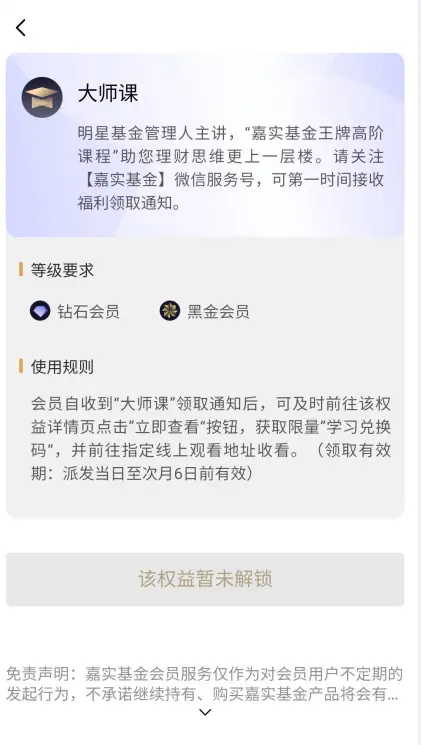 大师课
明星基金管理人主讲，“嘉实基金王牌高阶
课程”助您理财思维更上一层楼。请关注
【嘉实基金】微信服务号，可第一时间接收
福利领取通知。
等级要求
钻石会员 黑金会员
使用规则
会员自收到“大师课”领取通知后，可及时前往该权
益详情页点击”立即查看“按钮，获取限量”学习兑换
码“，并前往指定线上观看地址收看。（领取有效
期：派发当日至次月6日前有效）
该权益暂未解锁
免责声明：嘉实基金会员服务仅作为对会员用户不定期的
发起行为，不承诺继续持有、购买嘉实基金产品将会有...